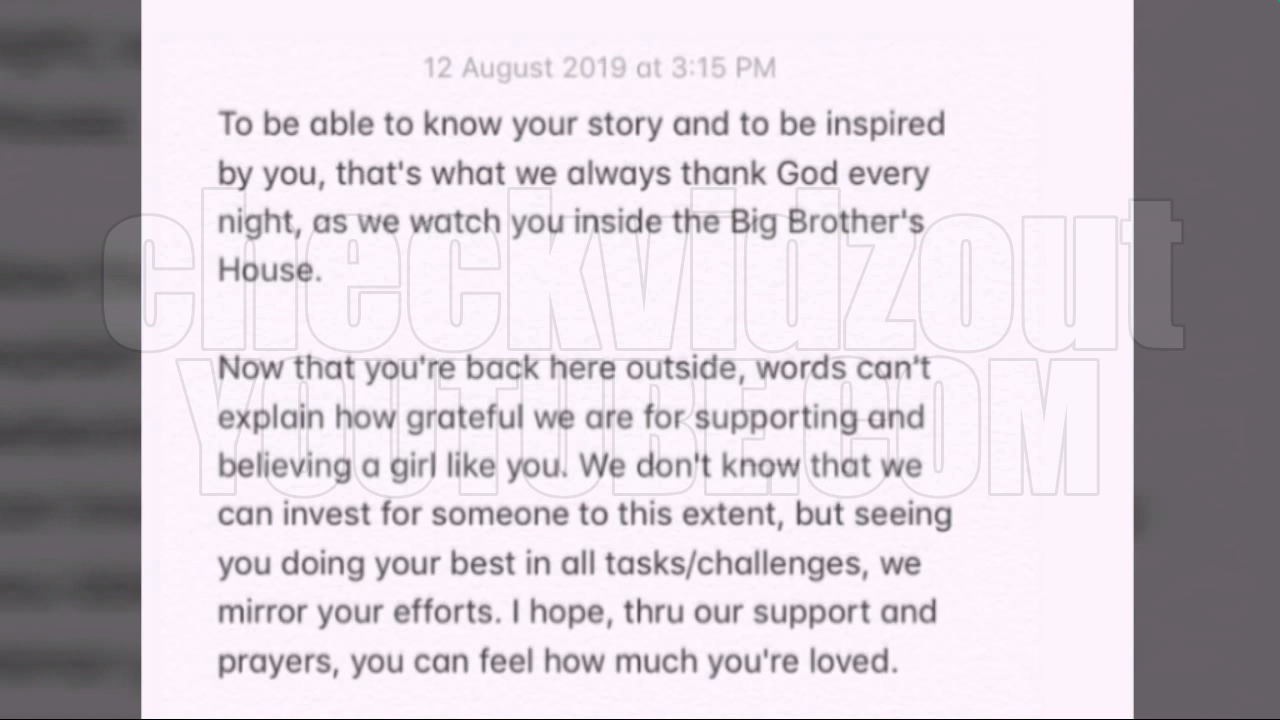 12 August 2019 at 3:15 PM
To be able to know your story and to be inspired
by you, that's what we always thank God every
night, as we watch you inside the Big Brother's
House.
Now that you're back here outside, words can't
explain how grateful we are for supporting and
believing a girl like you. We don't know that we
can invest for someone to this extent, but seeing
you doing your best in all tasks/challenges, we
mirror your efforts. I hope, thru our support and
prayers, you can feel how much you're loved.
checkvidzout
YOUTUBE.COM